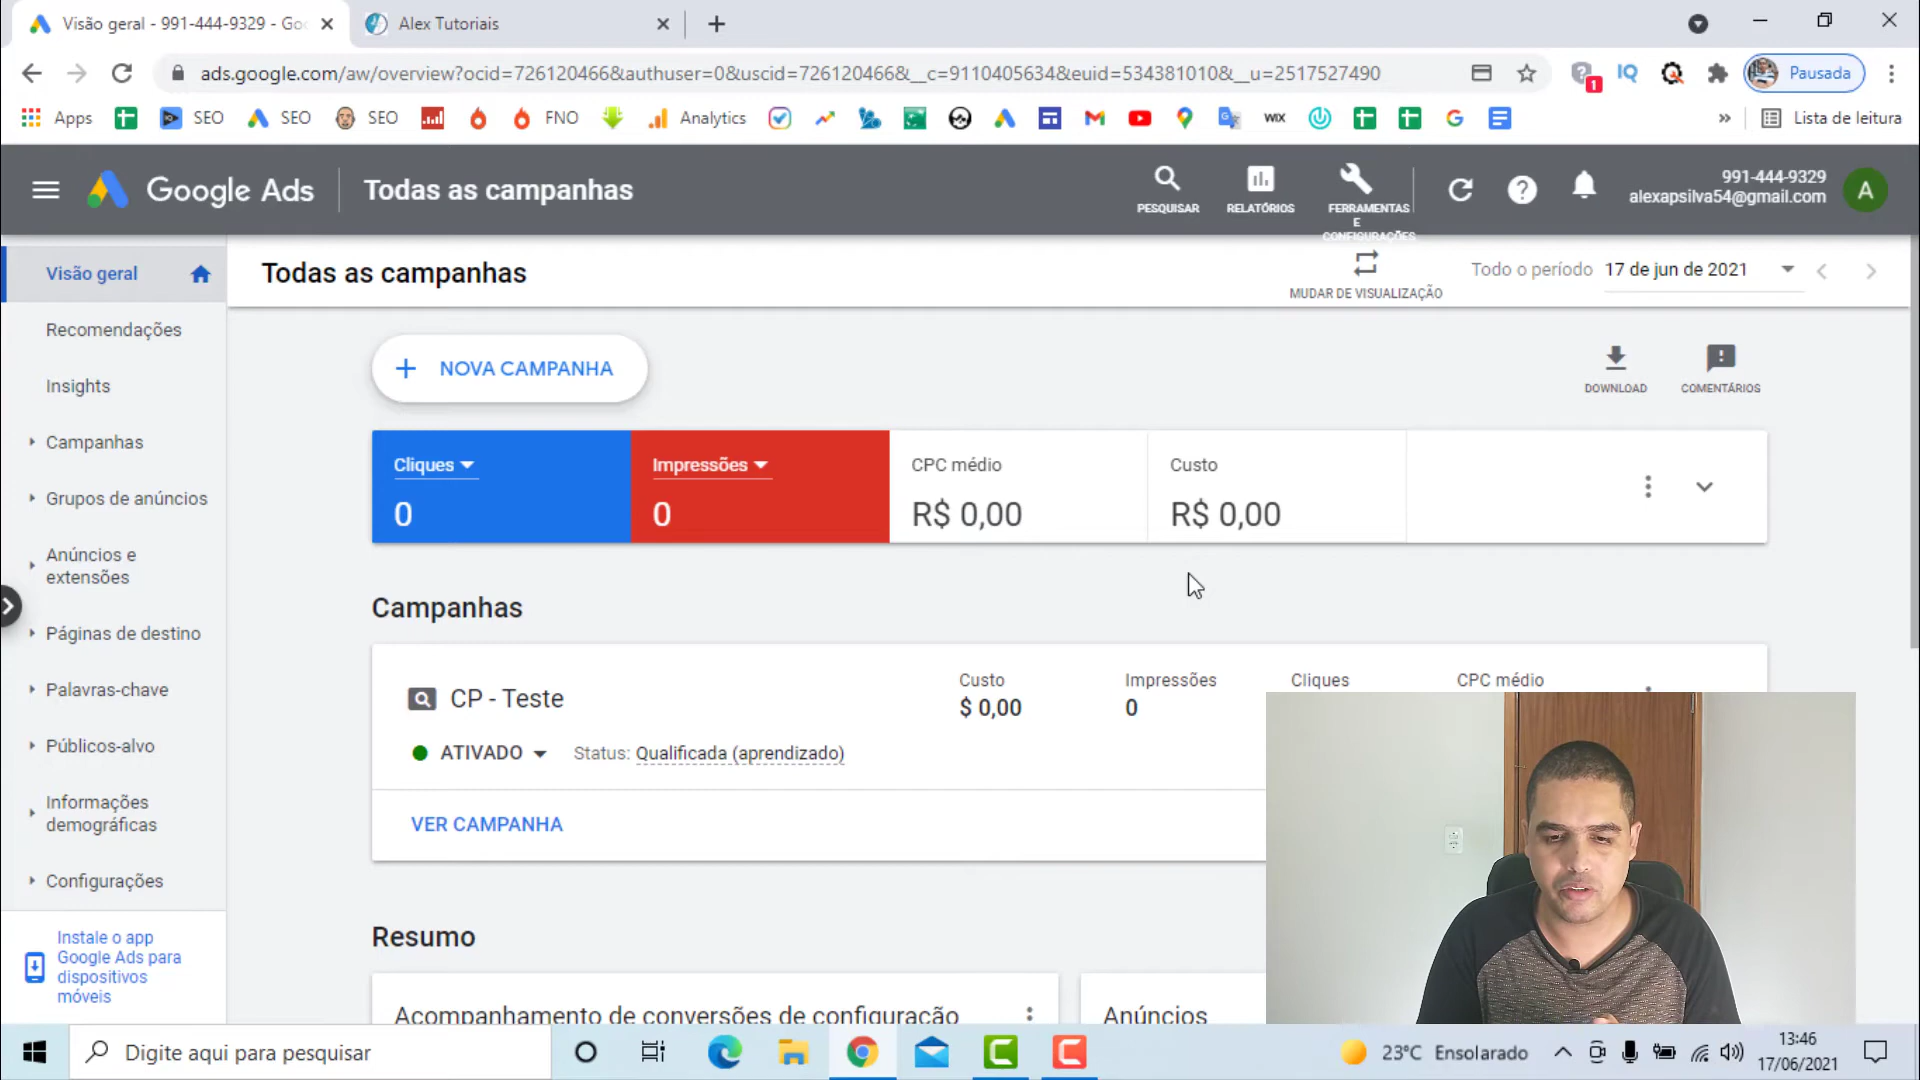 Visão geral - 991-444-9329 - Goo
Alex Tutoriais
ads.google.com/aw/overview?ocid=726120466&authuser=0&uscid=726120466&__c=9110405634&euid=534381010&__u=2517527490
1
IQ
Pausada
Apps
SEO
SEO
SEO
FNO
Analytics
WIX
»
Lista de leitura
Google Ads
Todas as campanhas
PESQUISAR
RELATÓRIOS
FERRAMENTAS
E
CONFIGURAÇÕES
991-444-9329
alexapsilva54@gmail.com
A
Visão geral
Recomendações
Insights
Campanhas
Grupos de anúncios
Anúncios e
extensões
Páginas de destino
Palavras-chave
Públicos-alvo
Informações
demográficas
Configurações
Instale o app
Google Ads para
dispositivos
móveis
Todas as campanhas
MUDAR DE VISUALIZAÇÃO
Todo o período
17 de jun de 2021
+ NOVA CAMPANHA
DOWNLOAD
COMENTÁRIOS
Cliques
0
Impressões
0
CPC médio
R$ 0,00
Custo
R$ 0,00
Campanhas
CP - Teste
Custo
$ 0,00
Impressões
0
Cliques
CPC médio
ATIVADO
Status: Qualificada (aprendizado)
VER CAMPANHA
Resumo
Acompanhamento de conversões de configuração
Anúncios
Digite aqui para pesquisar
23°C Ensolarado
13:46
17/06/2021